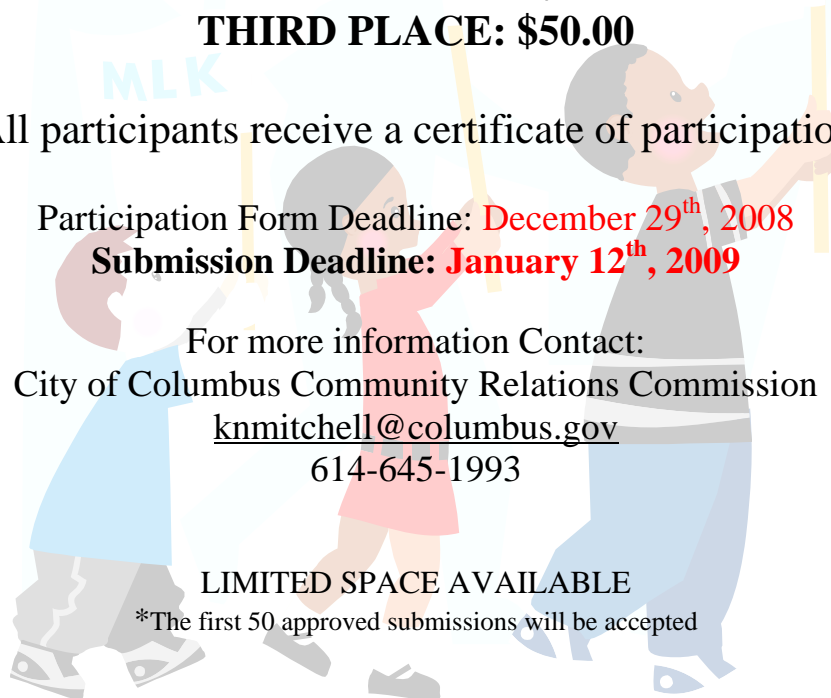 THIRD PLACE: $50.00
MLK
All participants receive a certificate of participation
Participation Form Deadline: December 29th, 2008
Submission Deadline: January 12th, 2009
For more information Contact:
City of Columbus Community Relations Commission
knmitchell@columbus.gov
614-645-1993
LIMITED SPACE AVAILABLE
*The first 50 approved submissions will be accepted